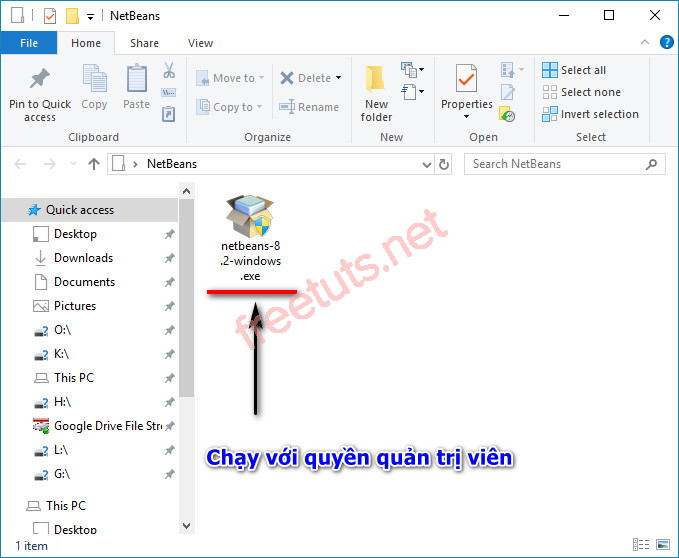 NetBeans
File Home Share View
Pin to Quick
access
Copy
Paste
Move to
Copy to
Delete
Rename
New
folder
Properties
Select all
Select none
Invert selection
Clipboard
Organize
New
Open
Select
NetBeans
Search NetBeans
Quick access
Desktop
Downloads
Documents
Pictures
O:\
K:\
This PC
H:\
Google Drive File Stre
L:\
G:\
This PC
Desktop
netbeans-8
.2-windows
.exe
freetuts.net
Chạy với quyền quản trị viên
1 item